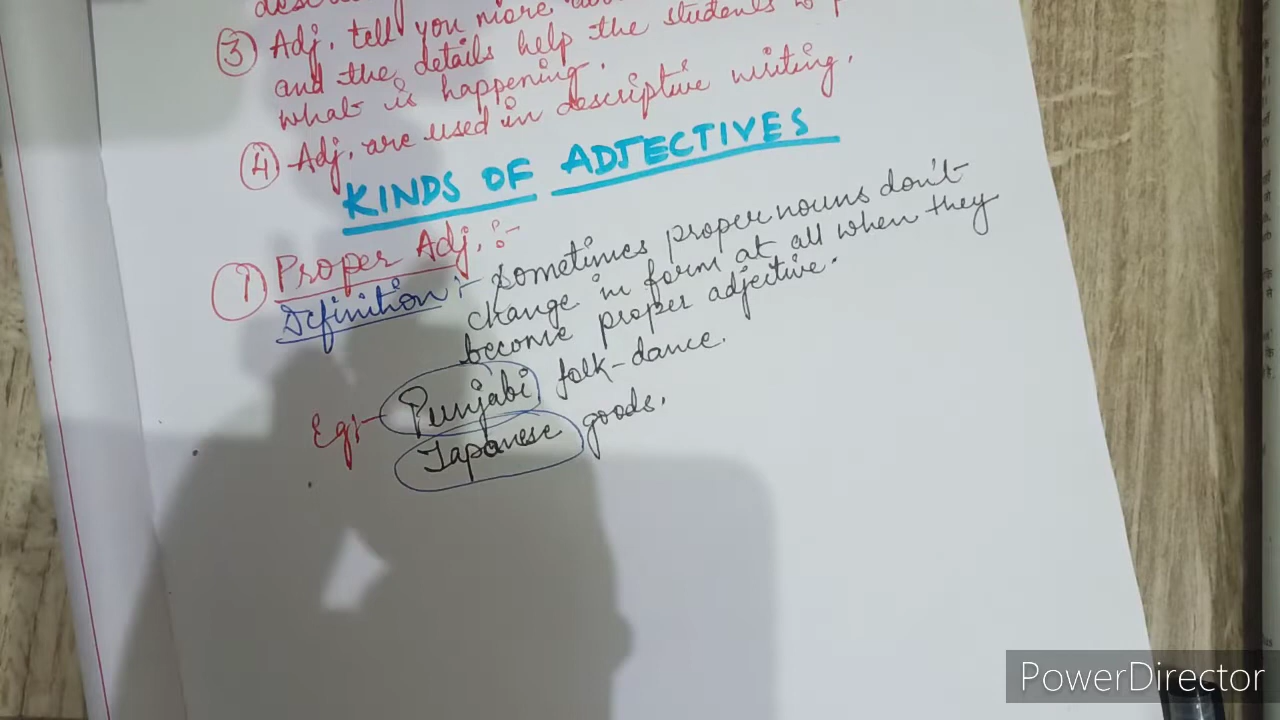 ③ Adj. tell you more
and the details help the students to
what is happening.
④ Adj. are used in descriptive writing.
KINDS OF ADJECTIVES
① Proper Adj. :-
Definition :- Sometimes proper nouns don't
change in form at all when they
become proper adjective.
Eg:- Punjabi folk-dance.
Japanese goods.
PowerDirector